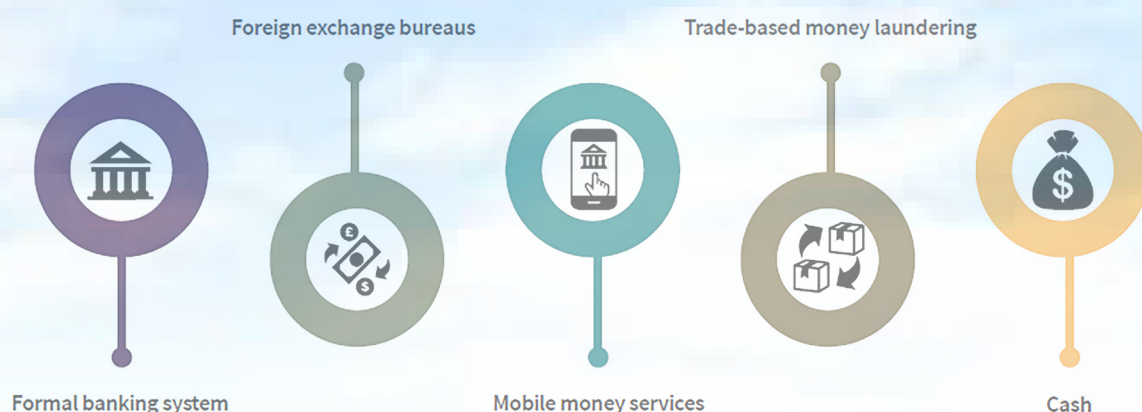 Foreign exchange bureaus
Trade-based money laundering
£
$
$
Formal banking system
Mobile money services
Cash